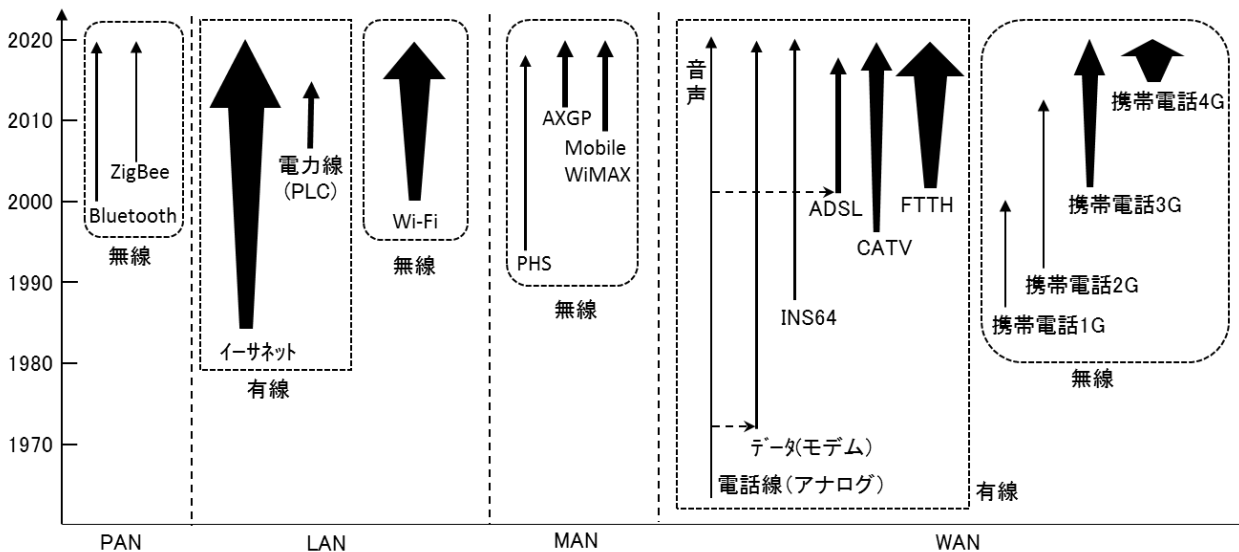 2020
2010
2000
1990
1980
1970
ZigBee
Bluetooth
無線
電力線
(PLC)
イーサネット
有線
Wi-Fi
無線
AXGP
Mobile
WiMAX
PHS
無線
音
声
ADSL
FTTH
CATV
INS64
データ(モデム)
電話線(アナログ)
有線
携帯電話4G
携帯電話3G
携帯電話2G
携帯電話1G
無線
PAN
LAN
MAN
WAN